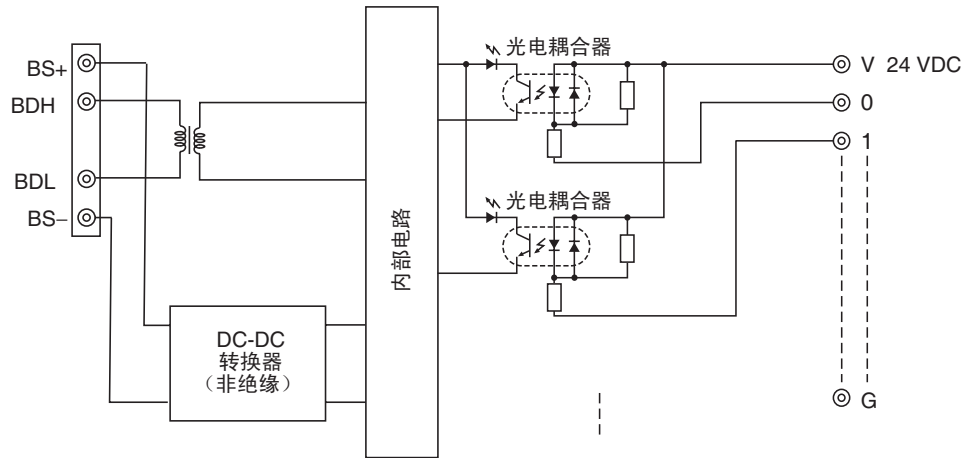 BS+
BDH
BDL
BS−
DC-DC
转换器
（非绝缘）
内部电路
光电耦合器
光电耦合器
V 24 VDC
0
1
G